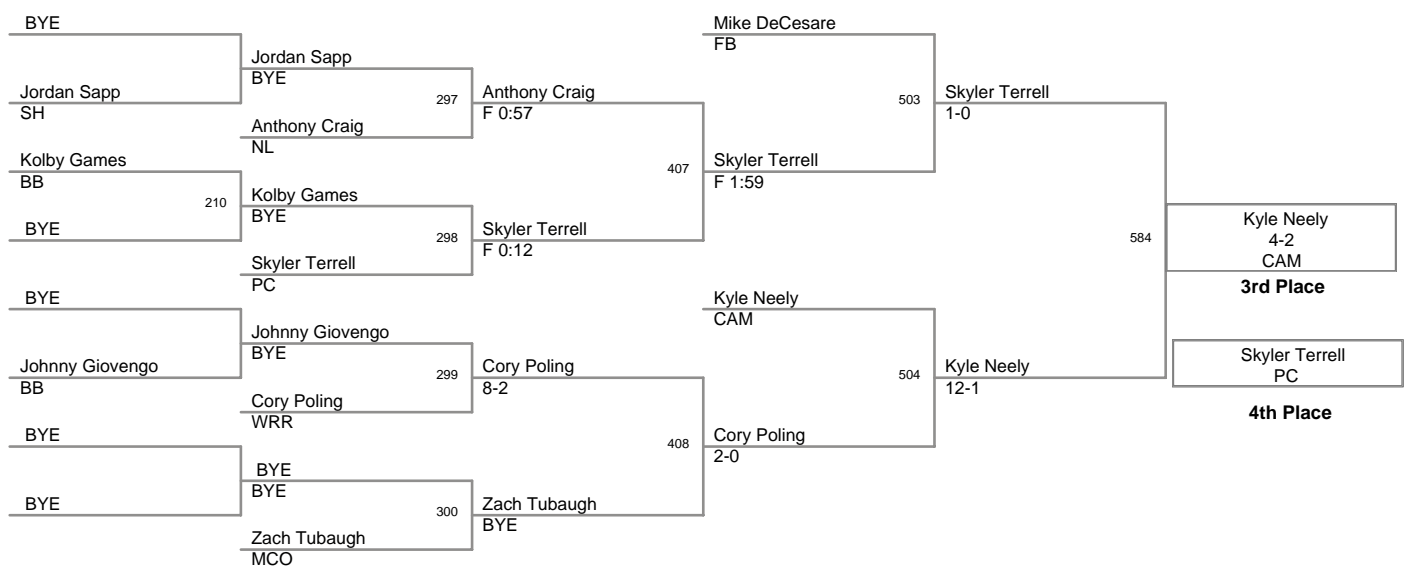 BYE
Jordan Sapp
SH
Kolby Games
BB
210
BYE
BYE
Johnny Giovengo
BB
BYE
BYE
Jordan Sapp
BYE
297
Anthony Craig
NL
Kolby Games
BYE
298
Skyler Terrell
PC
Johnny Giovengo
BYE
299
Cory Poling
WRR
BYE
BYE
300
Zach Tubaugh
MCO
Anthony Craig
F 0:57
407
Skyler Terrell
F 0:12
Cory Poling
8-2
408
Zach Tubaugh
BYE
Mike DeCesare
FB
503
Skyler Terrell
F 1:59
Kyle Neely
CAM
504
Cory Poling
2-0
Skyler Terrell
1-0
584
Kyle Neely
12-1
Kyle Neely
4-2
CAM
3rd Place
Skyler Terrell
PC
4th Place